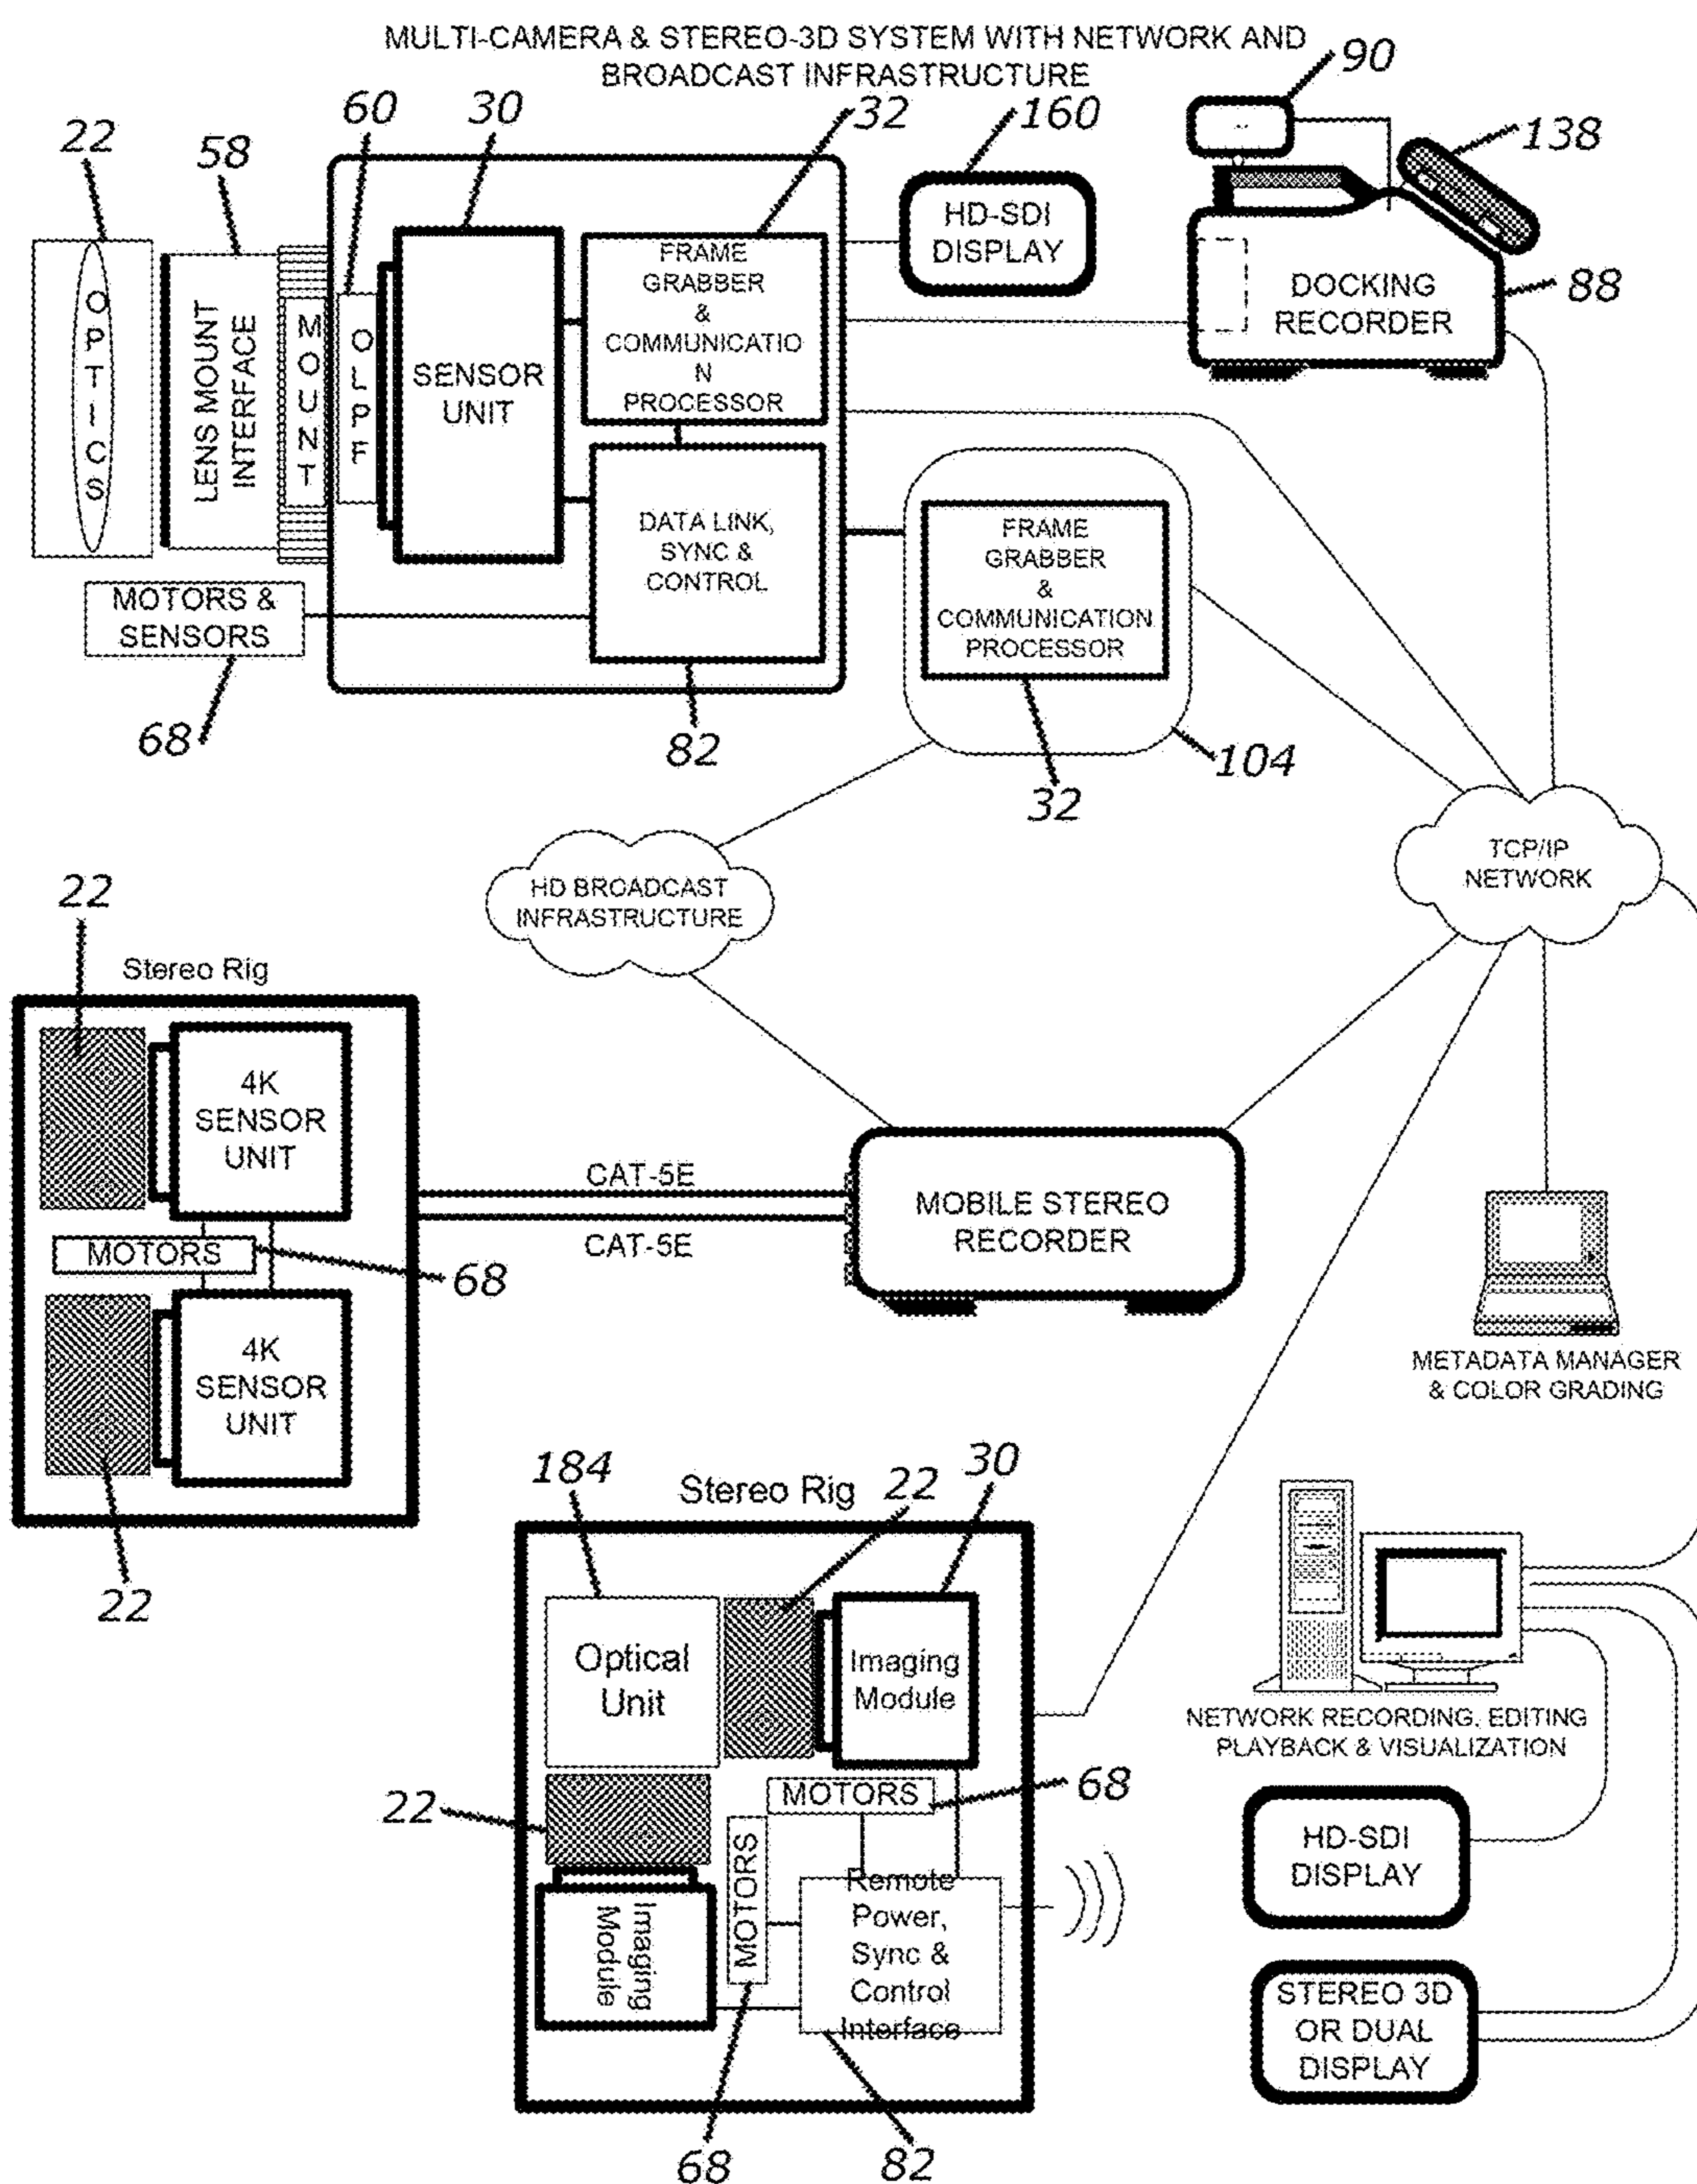 MULTI-CAMERA & STEREO-3D SYSTEM WITH NETWORK AND
BROADCAST INFRASTRUCTURE
90
60
30
32
160
22
58
138
HD-SDI
DISPLAY
OPTICS
LENS MOUNT
INTERFACE
MOUNT
OLPF
SENSOR
UNIT
FRAME
GRABBER
&
COMMUNICATIO
N
PROCESSOR
DOCKING
RECORDER
88
DATA LINK,
SYNC &
CONTROL
FRAME
GRABBER
&
COMMUNICATION
PROCESSOR
MOTORS &
SENSORS
68
82
104
32
TCP/IP
NETWORK
HD BROADCAST
INFRASTRUCTURE
22
Stereo Rig
4K
SENSOR
UNIT
MOTORS
68
4K
SENSOR
UNIT
22
CAT-5E
CAT-5E
MOBILE STEREO
RECORDER
METADATA MANAGER
& COLOR GRADING
184
Stereo Rig
22
30
Optical
Unit
Imaging
Module
MOTORS
68
22
MOTORS
Imaging
Module
Remote
Power,
Sync &
Control
Interface
68
82
NETWORK RECORDING, EDITING
PLAYBACK & VISUALIZATION
HD-SDI
DISPLAY
STEREO 3D
OR DUAL
DISPLAY